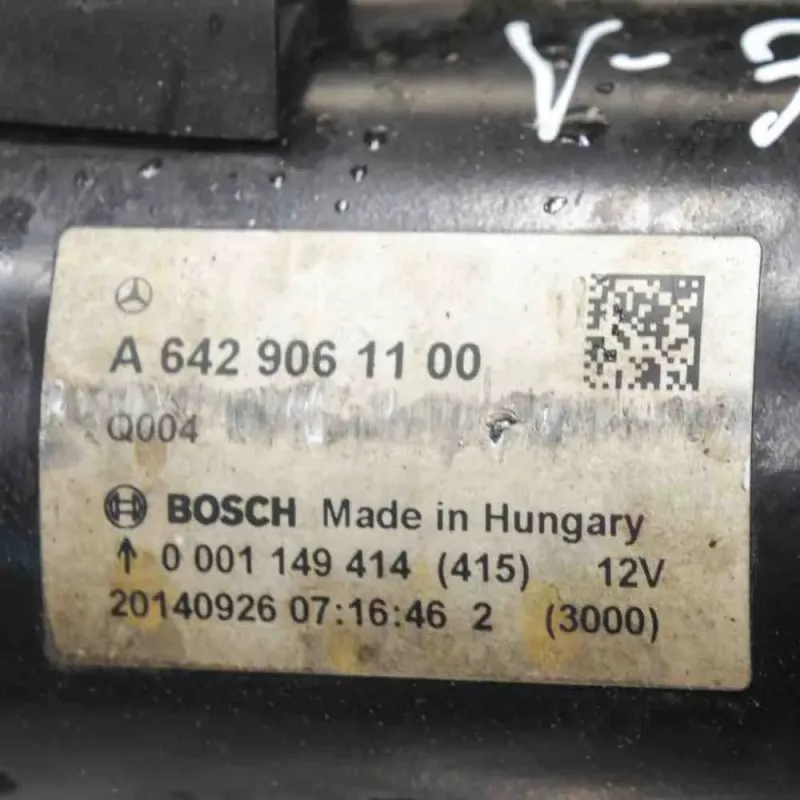 V-
A 642 906 11 00
Q004
BOSCH Made in Hungary
↑ 0 001 149 414 (415) 12V
20140926 07:16:46 2 (3000)